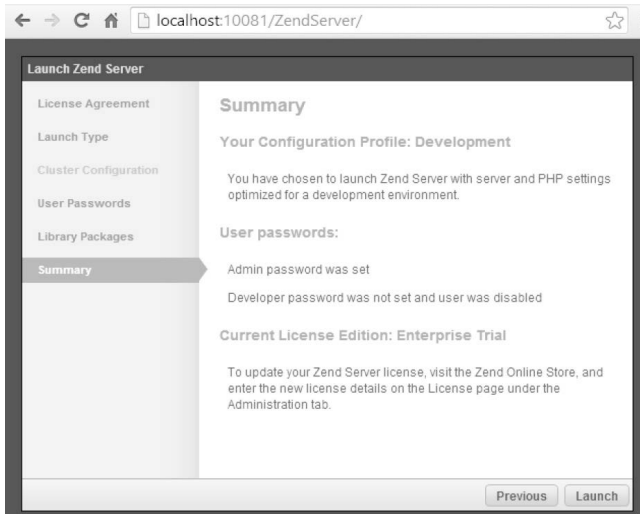 localhost:10081/ZendServer/
Launch Zend Server
License Agreement
Launch Type
Cluster Configuration
User Passwords
Library Packages
Summary
Summary
Your Configuration Profile: Development
You have chosen to launch Zend Server with server and PHP settings
optimized for a development environment.
User passwords:
Admin password was set
Developer password was not set and user was disabled
Current License Edition: Enterprise Trial
To update your Zend Server license, visit the Zend Online Store, and
enter the new license details on the License page under the
Administration tab.
Previous Launch